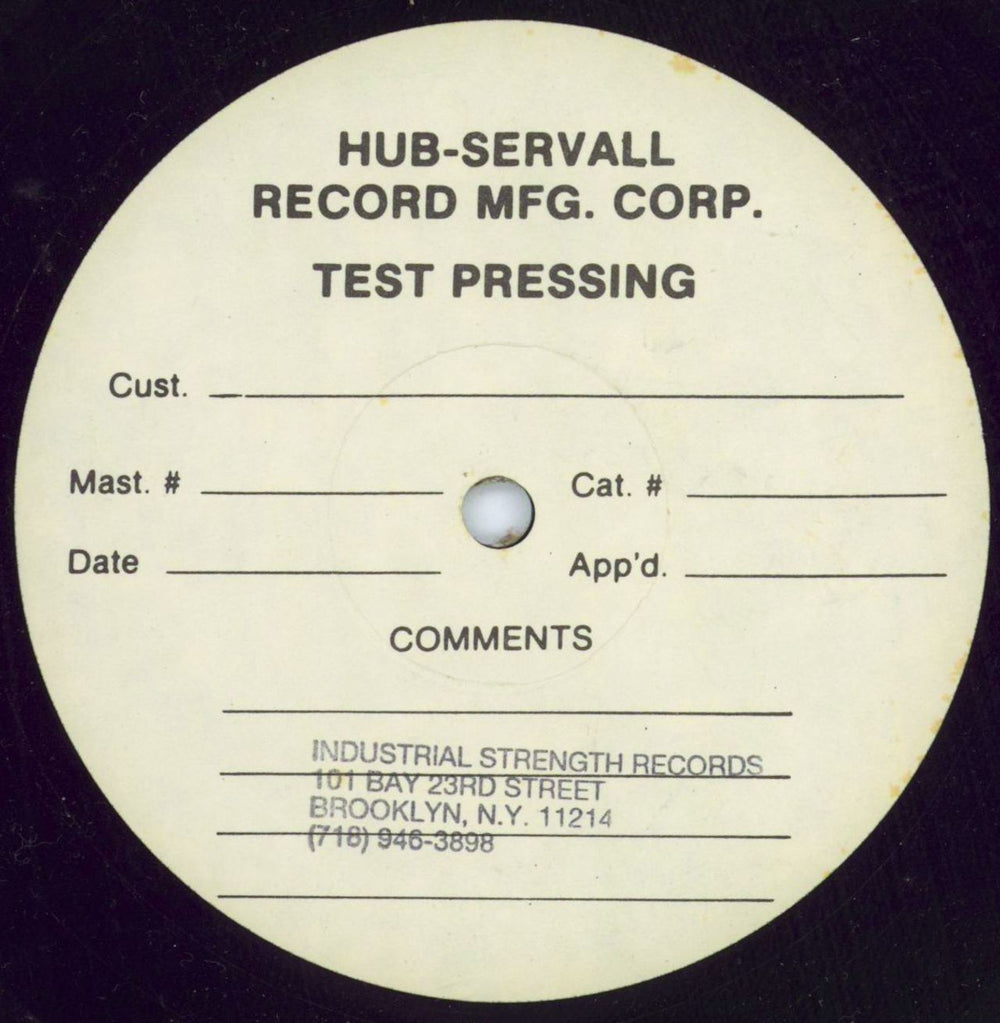 HUB-SERVALL
RECORD MFG. CORP.
TEST PRESSING
Cust.
Mast. # Cat. #
Date App'd.
COMMENTS
INDUSTRIAL STRENGTH RECORDS
101 BAY 23RD STREET
BROOKLYN, N.Y. 11214
(718) 946-3898